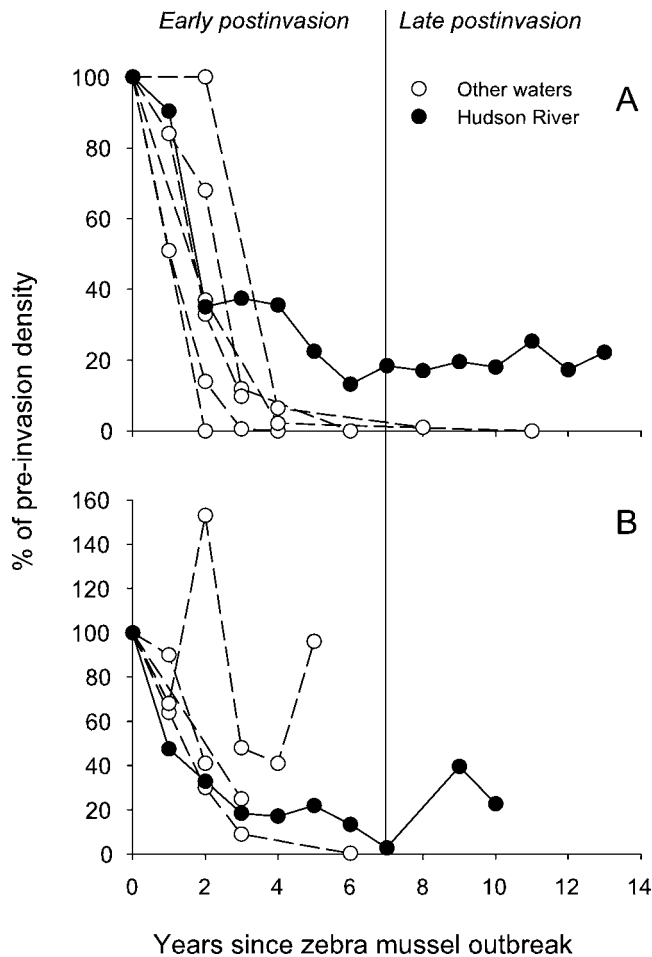 Early postinvasion Late postinvasion
100
80
60
40
20
0
Other waters
Hudson River
A
% of pre-invasion density
160
140
120
100
80
60
40
20
0
B
0 2 4 6 8 10 12 14
Years since zebra mussel outbreak